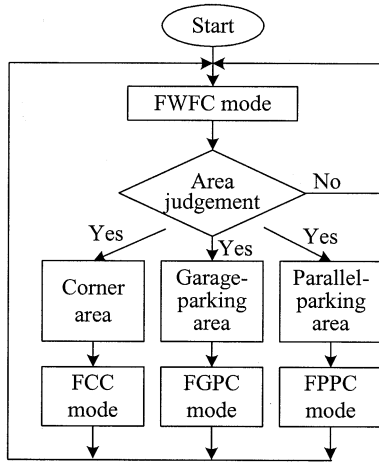 Start
FWFC mode
Area
judgement
No
Yes
Yes
Yes
Corner
area
Garage-
parking
area
Parallel-
parking
area
FCC
mode
FGPC
mode
FPPC
mode